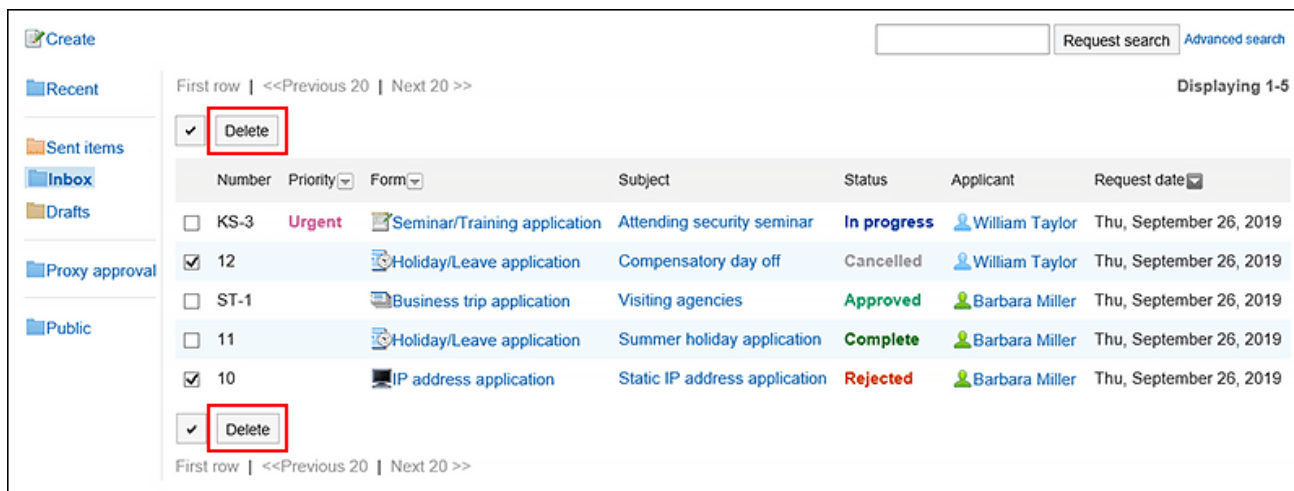 Create
Request search Advanced search
Recent
Sent items
Inbox
Drafts
Proxy approval
Public
First row | <<Previous 20 | Next 20 >>
Displaying 1-5
Delete
Number Priority Form Subject Status Applicant Request date
KS-3 Urgent Seminar/Training application Attending security seminar In progress William Taylor Thu, September 26, 2019
12 Holiday/Leave application Compensatory day off Cancelled William Taylor Thu, September 26, 2019
ST-1 Business trip application Visiting agencies Approved Barbara Miller Thu, September 26, 2019
11 Holiday/Leave application Summer holiday application Complete Barbara Miller Thu, September 26, 2019
10 IP address application Static IP address application Rejected Barbara Miller Thu, September 26, 2019
Delete
First row | <<Previous 20 | Next 20 >>